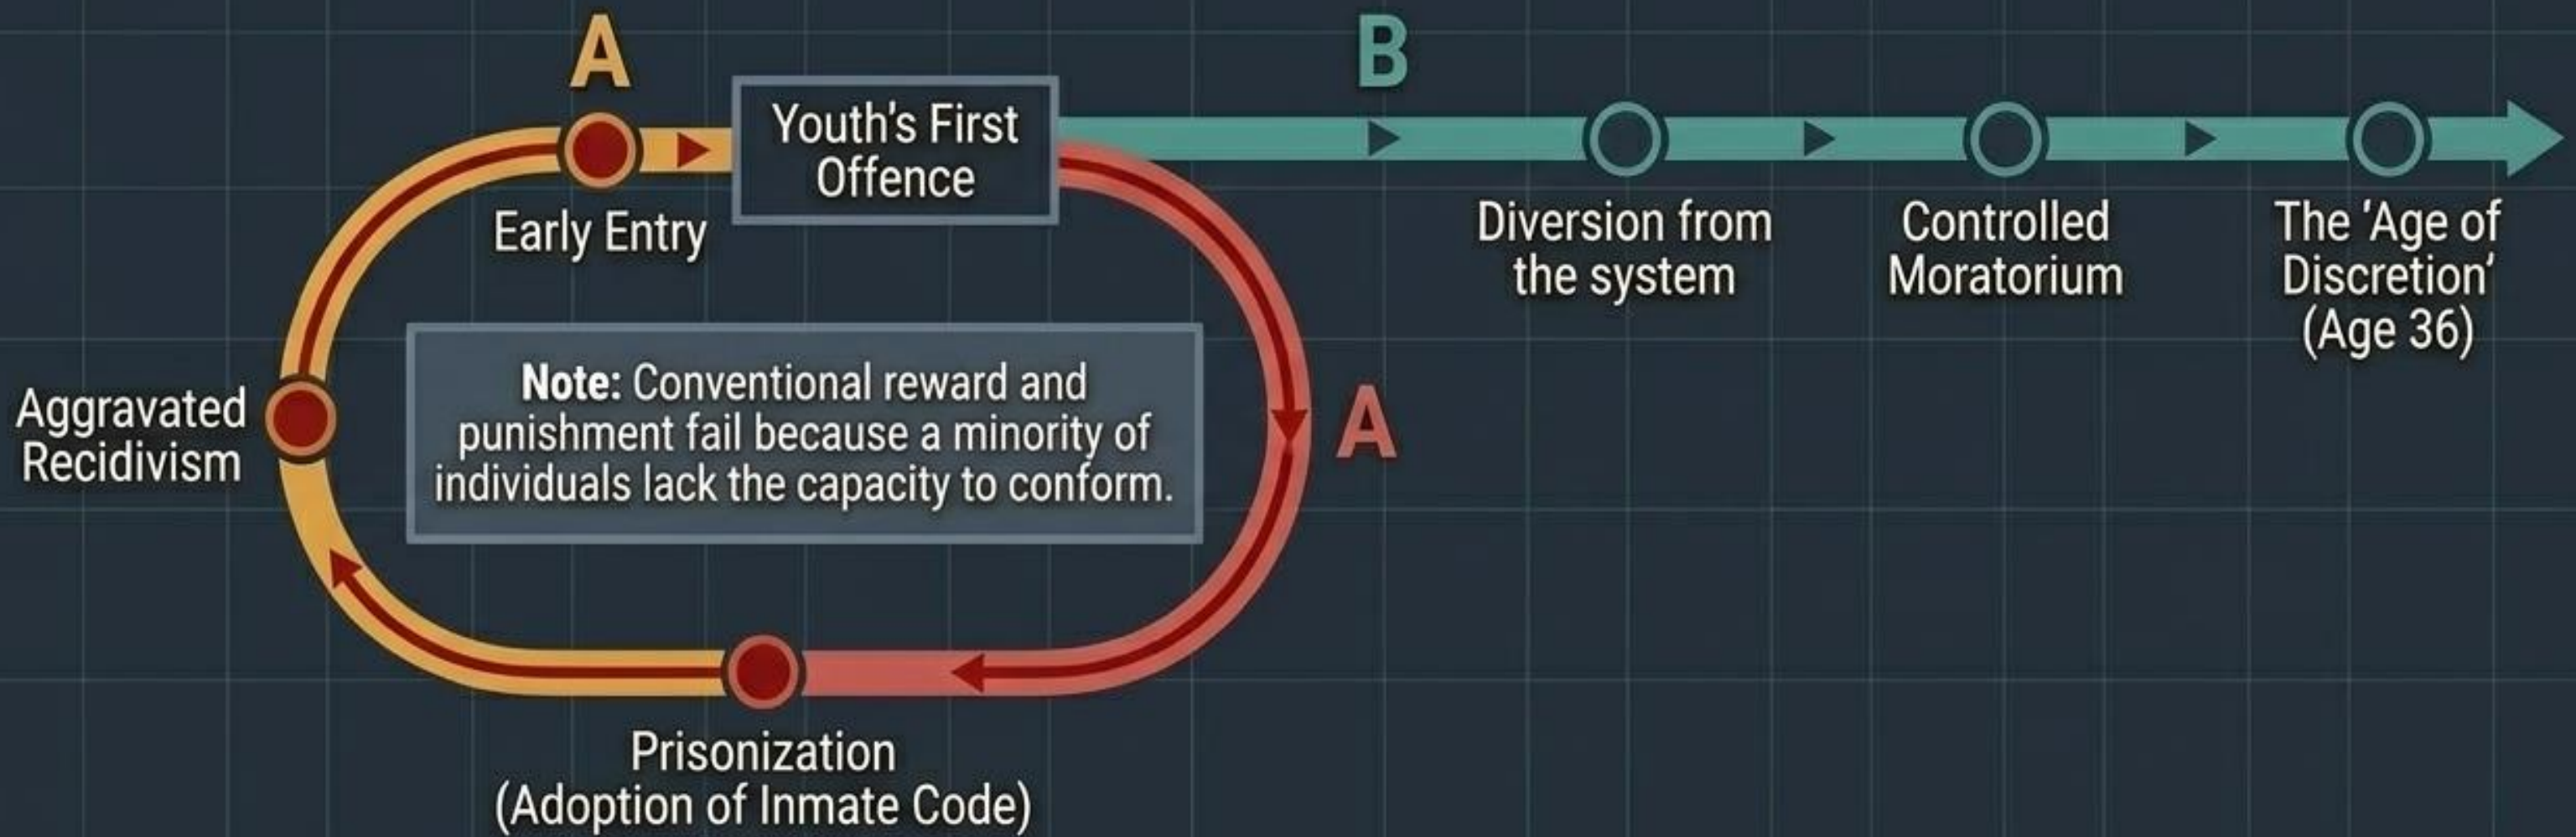 A
Youth's First
Offence
Early Entry
B
Diversion from
the system
Controlled
Moratorium
The 'Age of
Discretion'
(Age 36)
Aggravated
Recidivism
Note: Conventional reward and
punishment fail because a minority of
individuals lack the capacity to conform.
A
Prisonization
(Adoption of Inmate Code)